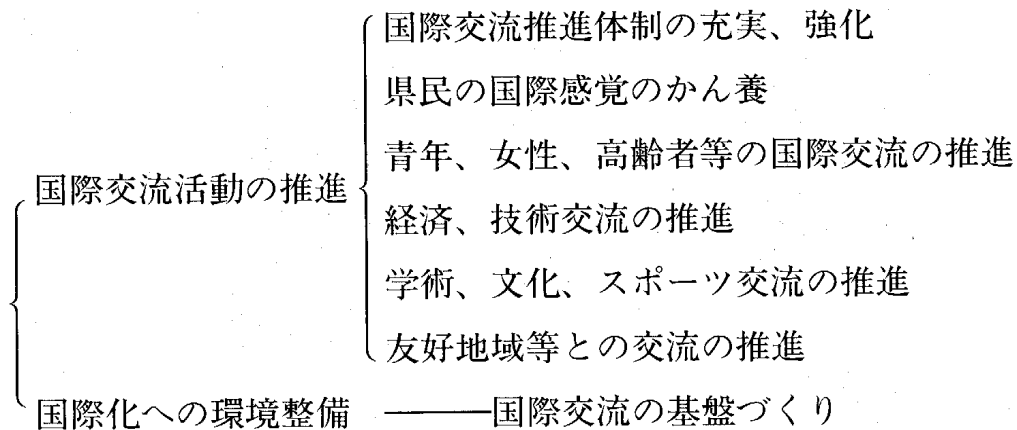 国際交流活動の推進
国際交流推進体制の充実、強化
県民の国際感覚のかん養
青年、女性、高齢者等の国際交流の推進
経済、技術交流の推進
学術、文化、スポーツ交流の推進
友好地域等との交流の推進
国際化への環境整備 ―――国際交流の基盤づくり